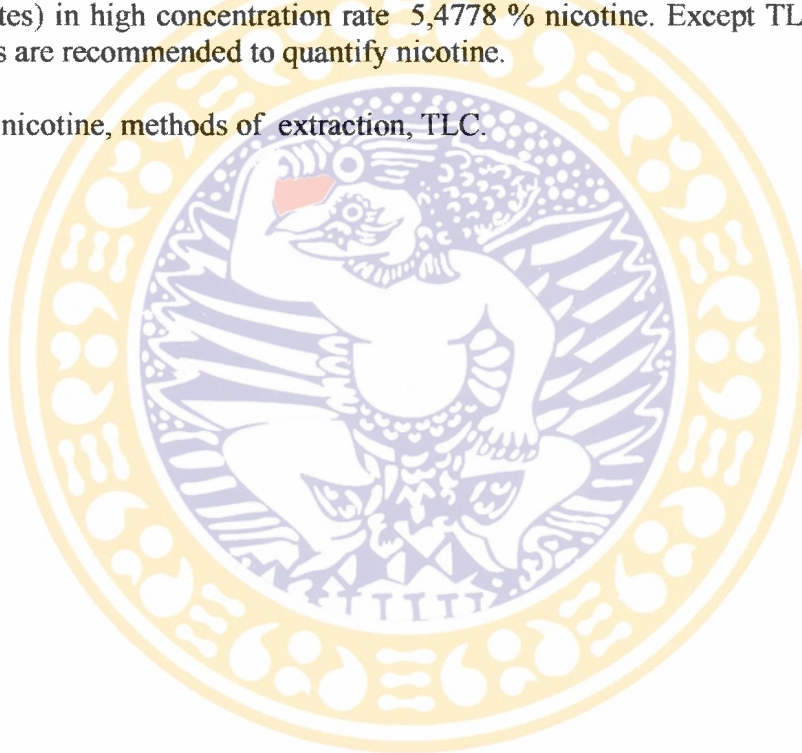 tes) in high concentration rate 5,4778 % nicotine. Except TL
s are recommended to quantify nicotine.
nicotine, methods of extraction, TLC.